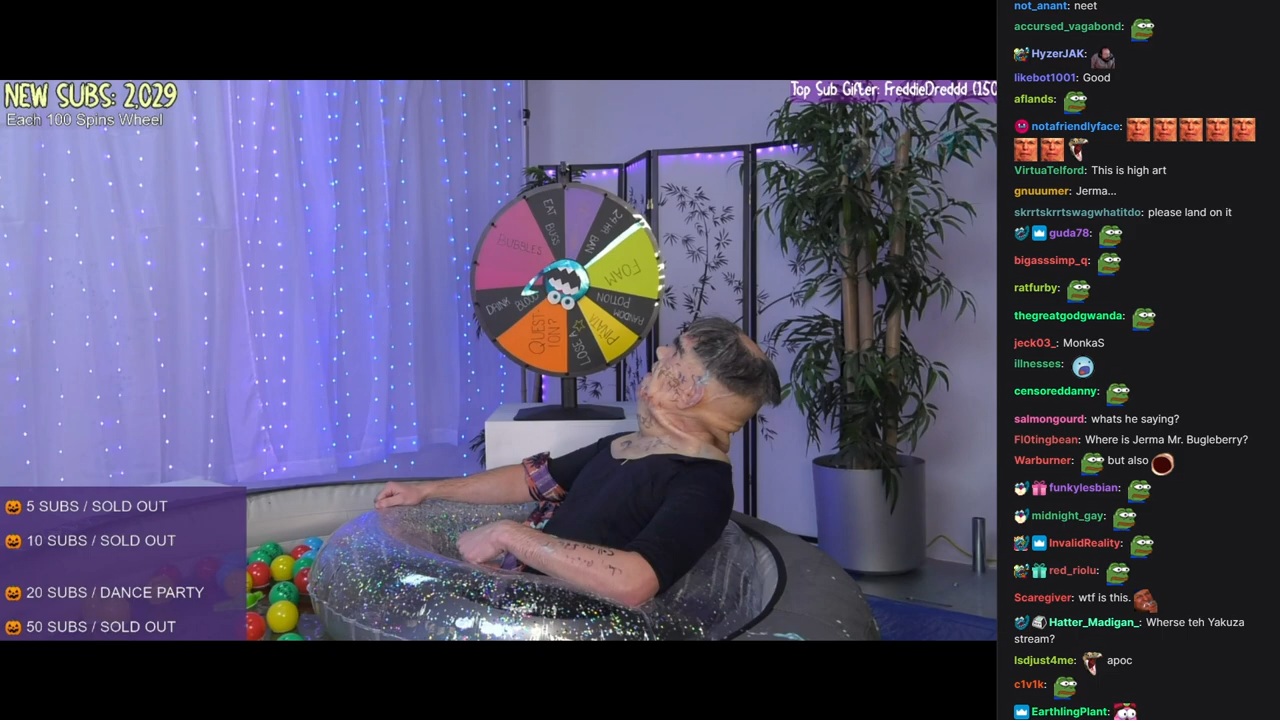 NEW SUBS: 2,029
Each 100 Spins Wheel
Top Sub Gifter: FreddieDreddd (150
EAT BUGS
24 HR BAN
BUBBLES
FOAM
DRINK BLOOD
RANDOM POTION
QUEST
ION?
LOSE A
PINATA
5 SUBS / SOLD OUT
10 SUBS / SOLD OUT
20 SUBS / DANCE PARTY
50 SUBS / SOLD OUT
not_anant: neet
accursed_vagabond:
HyzerJAK:
likebot1001: Good
aflands:
notafriendlyface:
VirtuaTelford: This is high art
gnuuumer: Jerma...
skrrtskrrtswagwhatitdo: please land on it
guda78:
bigasssimp_q:
ratfurby:
thegreatgodgwanda:
jeck03_: MonkaS
illnesses:
censoreddanny:
salmongourd: whats he saying?
Fl0tingbean: Where is Jerma Mr. Bugleberry?
Warburner: but also
funkylesbian:
midnight_gay:
InvalidReality:
red_riolu:
Scaregiver: wtf is this.
Hatter_Madigan_: Wherse teh Yakuza
stream?
lsdjust4me: apoc
c1v1k:
EarthlingPlant: